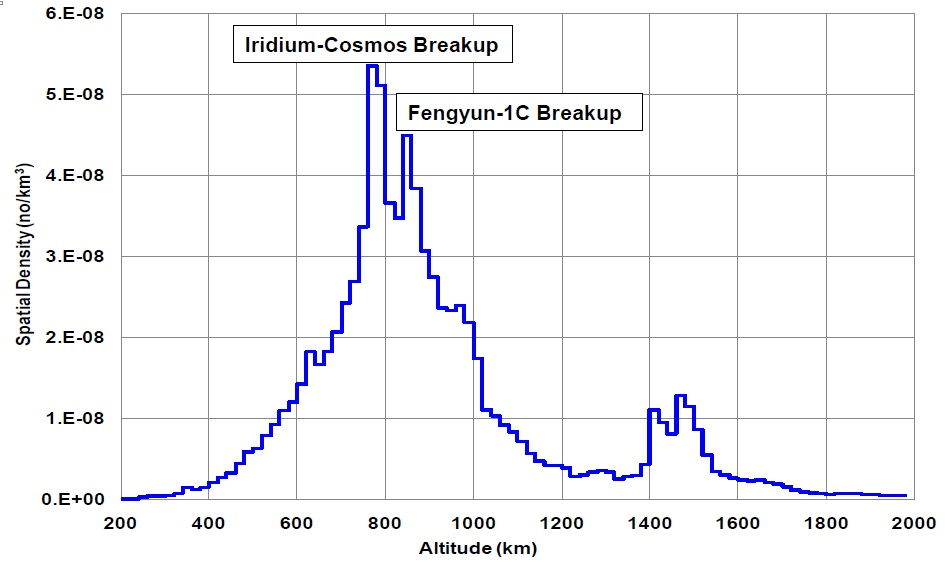 6.E-08
Iridium-Cosmos Breakup
5.E-08
Fengyun-1C Breakup
4.E-08
3.E-08
2.E-08
1.E-08
0.E+00
Spatial Density (no/km³)
200 400 600 800 1000 1200 1400 1600 1800 2000
Altitude (km)